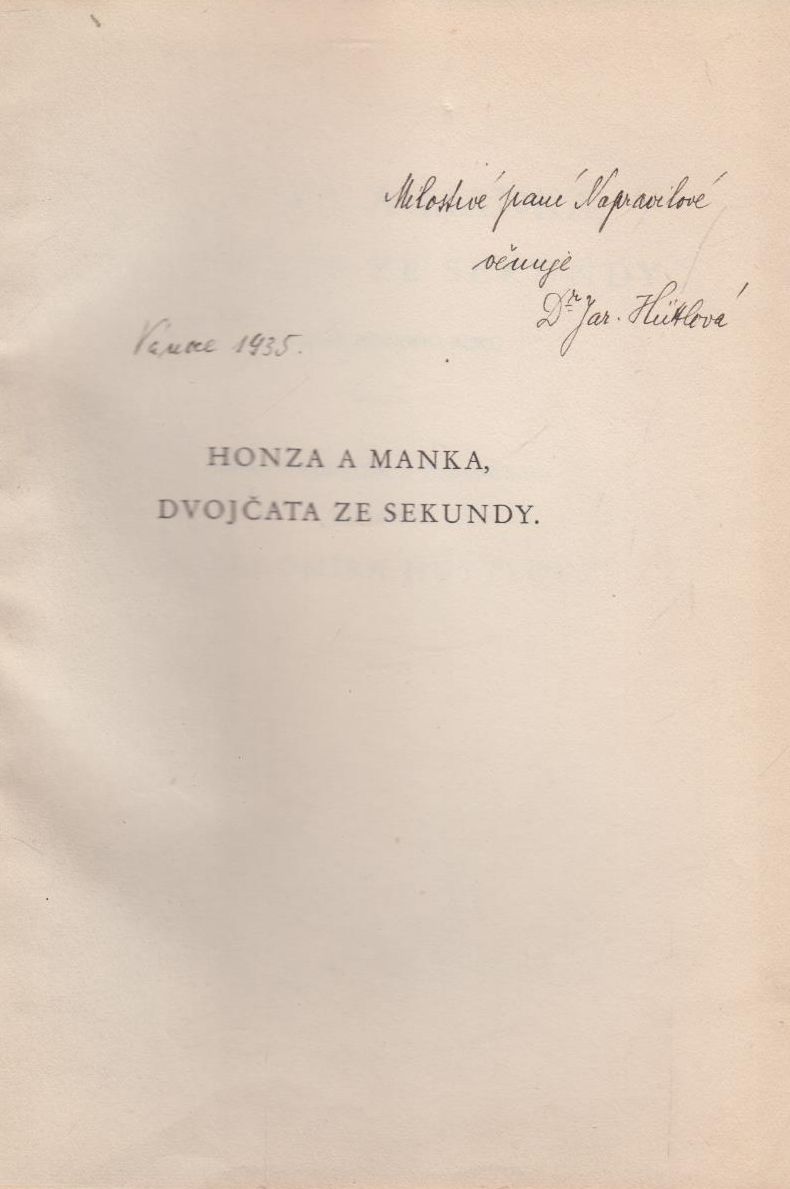 Milostivé paní Napravilové
věnuje
Dr Jar. Hüttlová
Vánoce 1935.
HONZA A MANKA,
DVOJČATA ZE SEKUNDY.